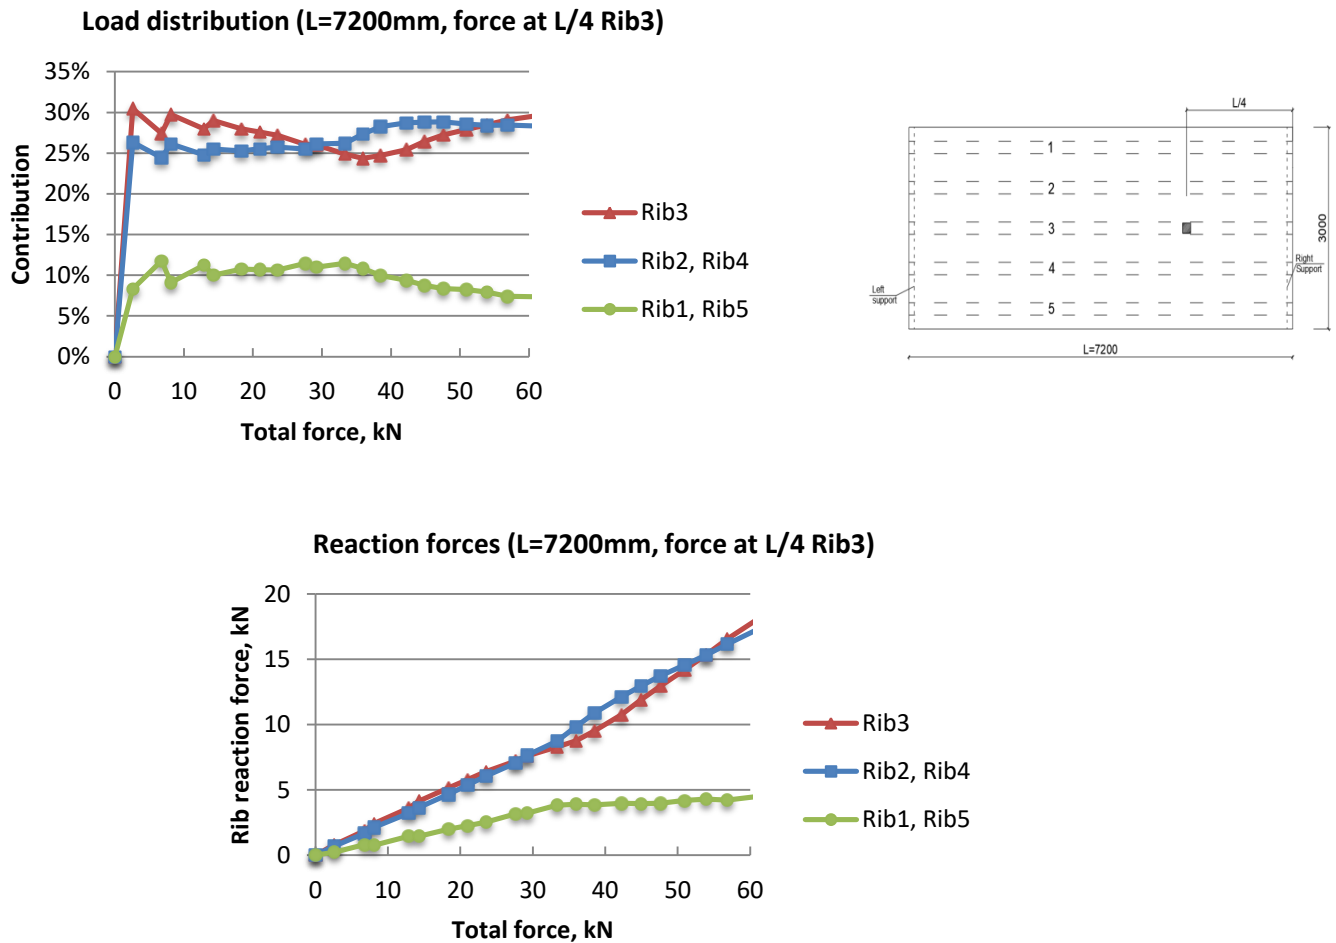 Load distribution (L=7200mm, force at L/4 Rib3)
35%
30%
25%
20%
15%
10%
5%
0%
Contribution
0 10 20 30 40 50 60
Total force, kN
Rib3
Rib2, Rib4
Rib1, Rib5
L/4
1
2
3
4
5
3000
Left
support
Right
Support
L=7200
Reaction forces (L=7200mm, force at L/4 Rib3)
20
15
10
5
0
Rib reaction force, kN
0 10 20 30 40 50 60
Total force, kN
Rib3
Rib2, Rib4
Rib1, Rib5